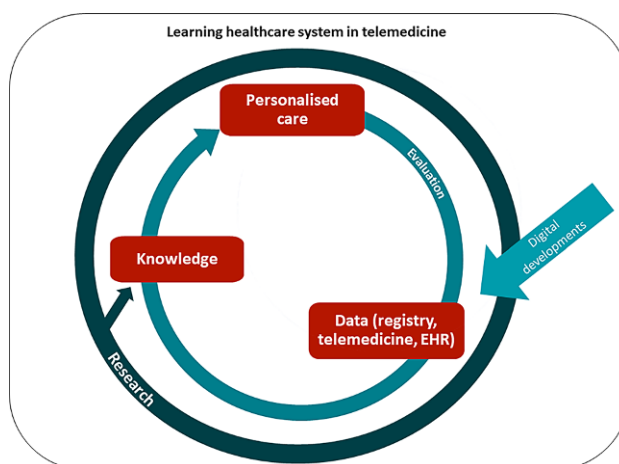 Learning healthcare system in telemedicine
Personalised
care
Evaluation
Digital
developments
Knowledge
Data (registry,
telemedicine, EHR)
Research